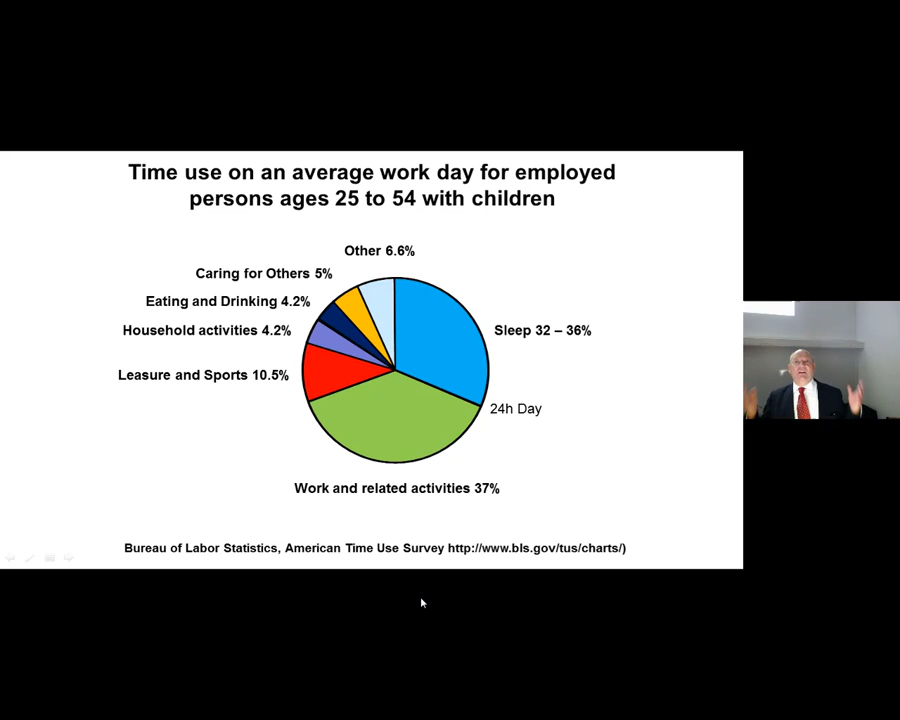 Time use on an average work day for employed
persons ages 25 to 54 with children
Other 6.6%
Caring for Others 5%
Eating and Drinking 4.2%
Household activities 4.2%
Sleep 32 – 36%
Leasure and Sports 10.5%
24h Day
Work and related activities 37%
Bureau of Labor Statistics, American Time Use Survey http://www.bls.gov/tus/charts/)